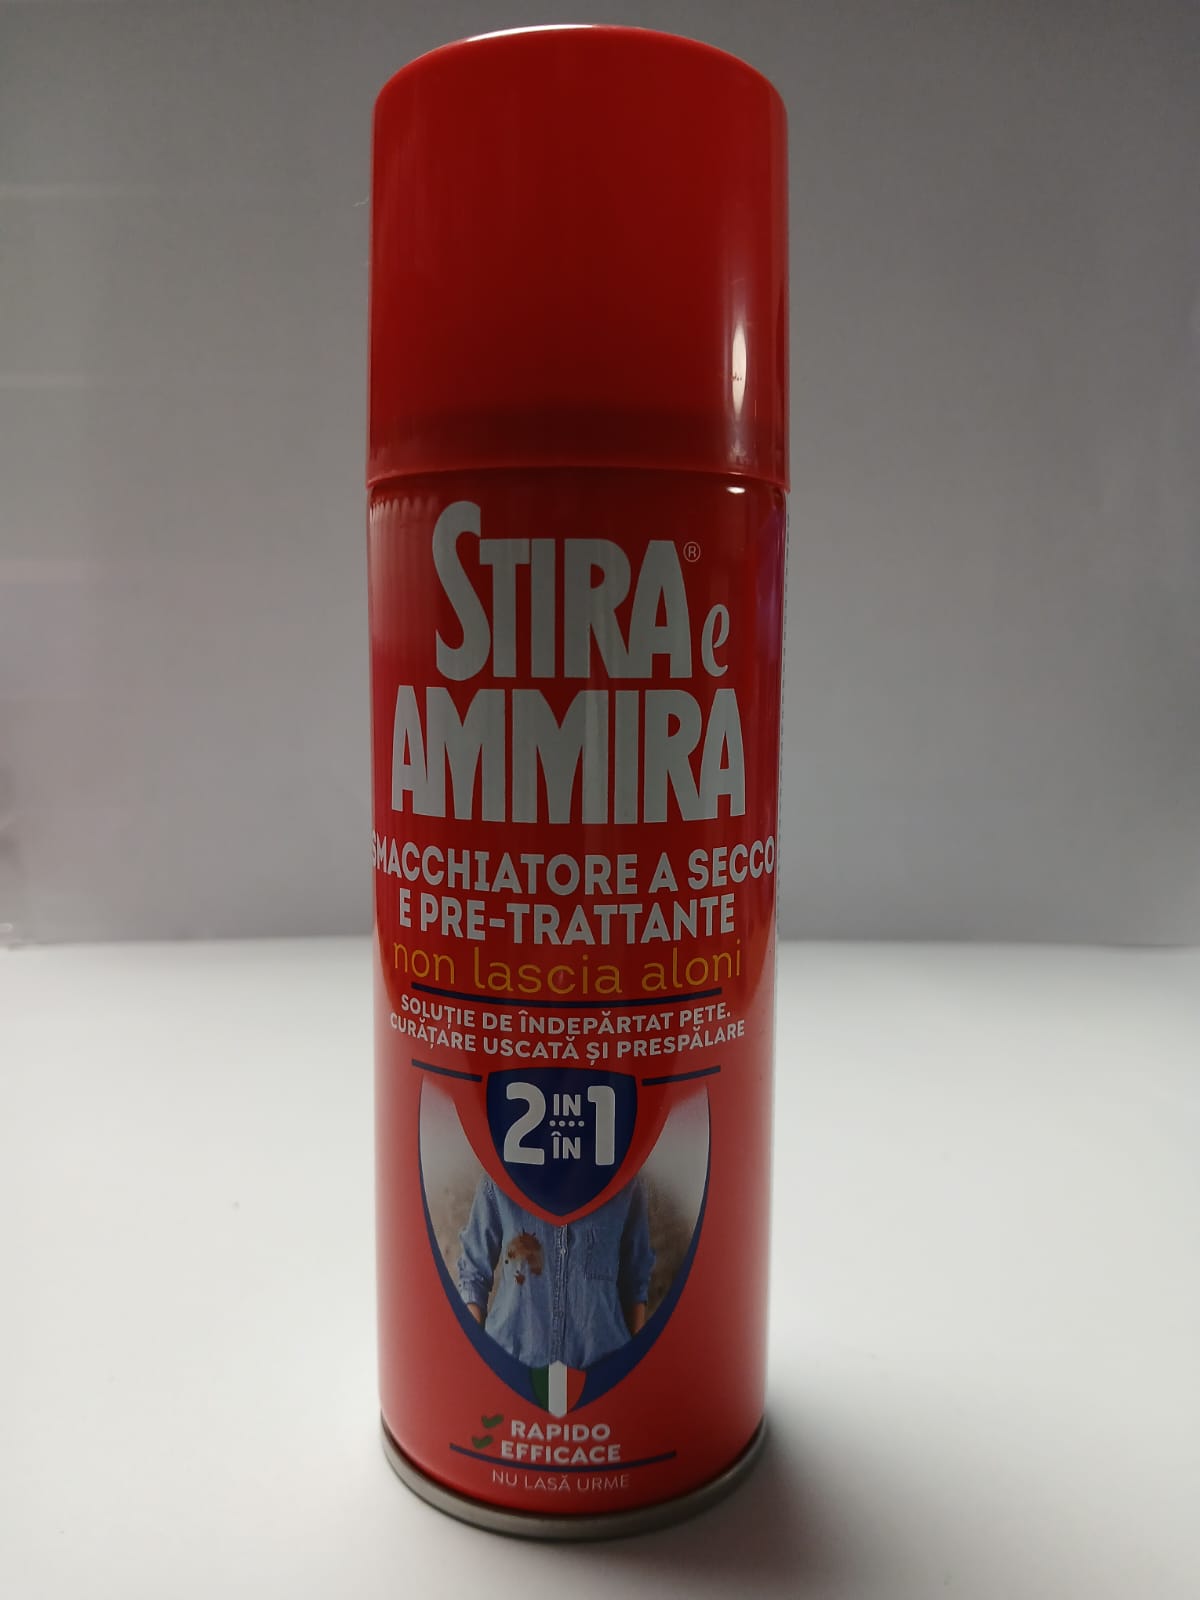 STIRA® e
AMMIRA
SMACCHIATORE A SECCO
E PRE-TRATTANTE
non lascia aloni
SOLUȚIE DE ÎNDEPĂRTAT PETE.
CURĂȚARE USCATĂ ȘI PRESPĂLARE
2 IN ÎN 1
RAPIDO
EFFICACE
NU LASĂ URME